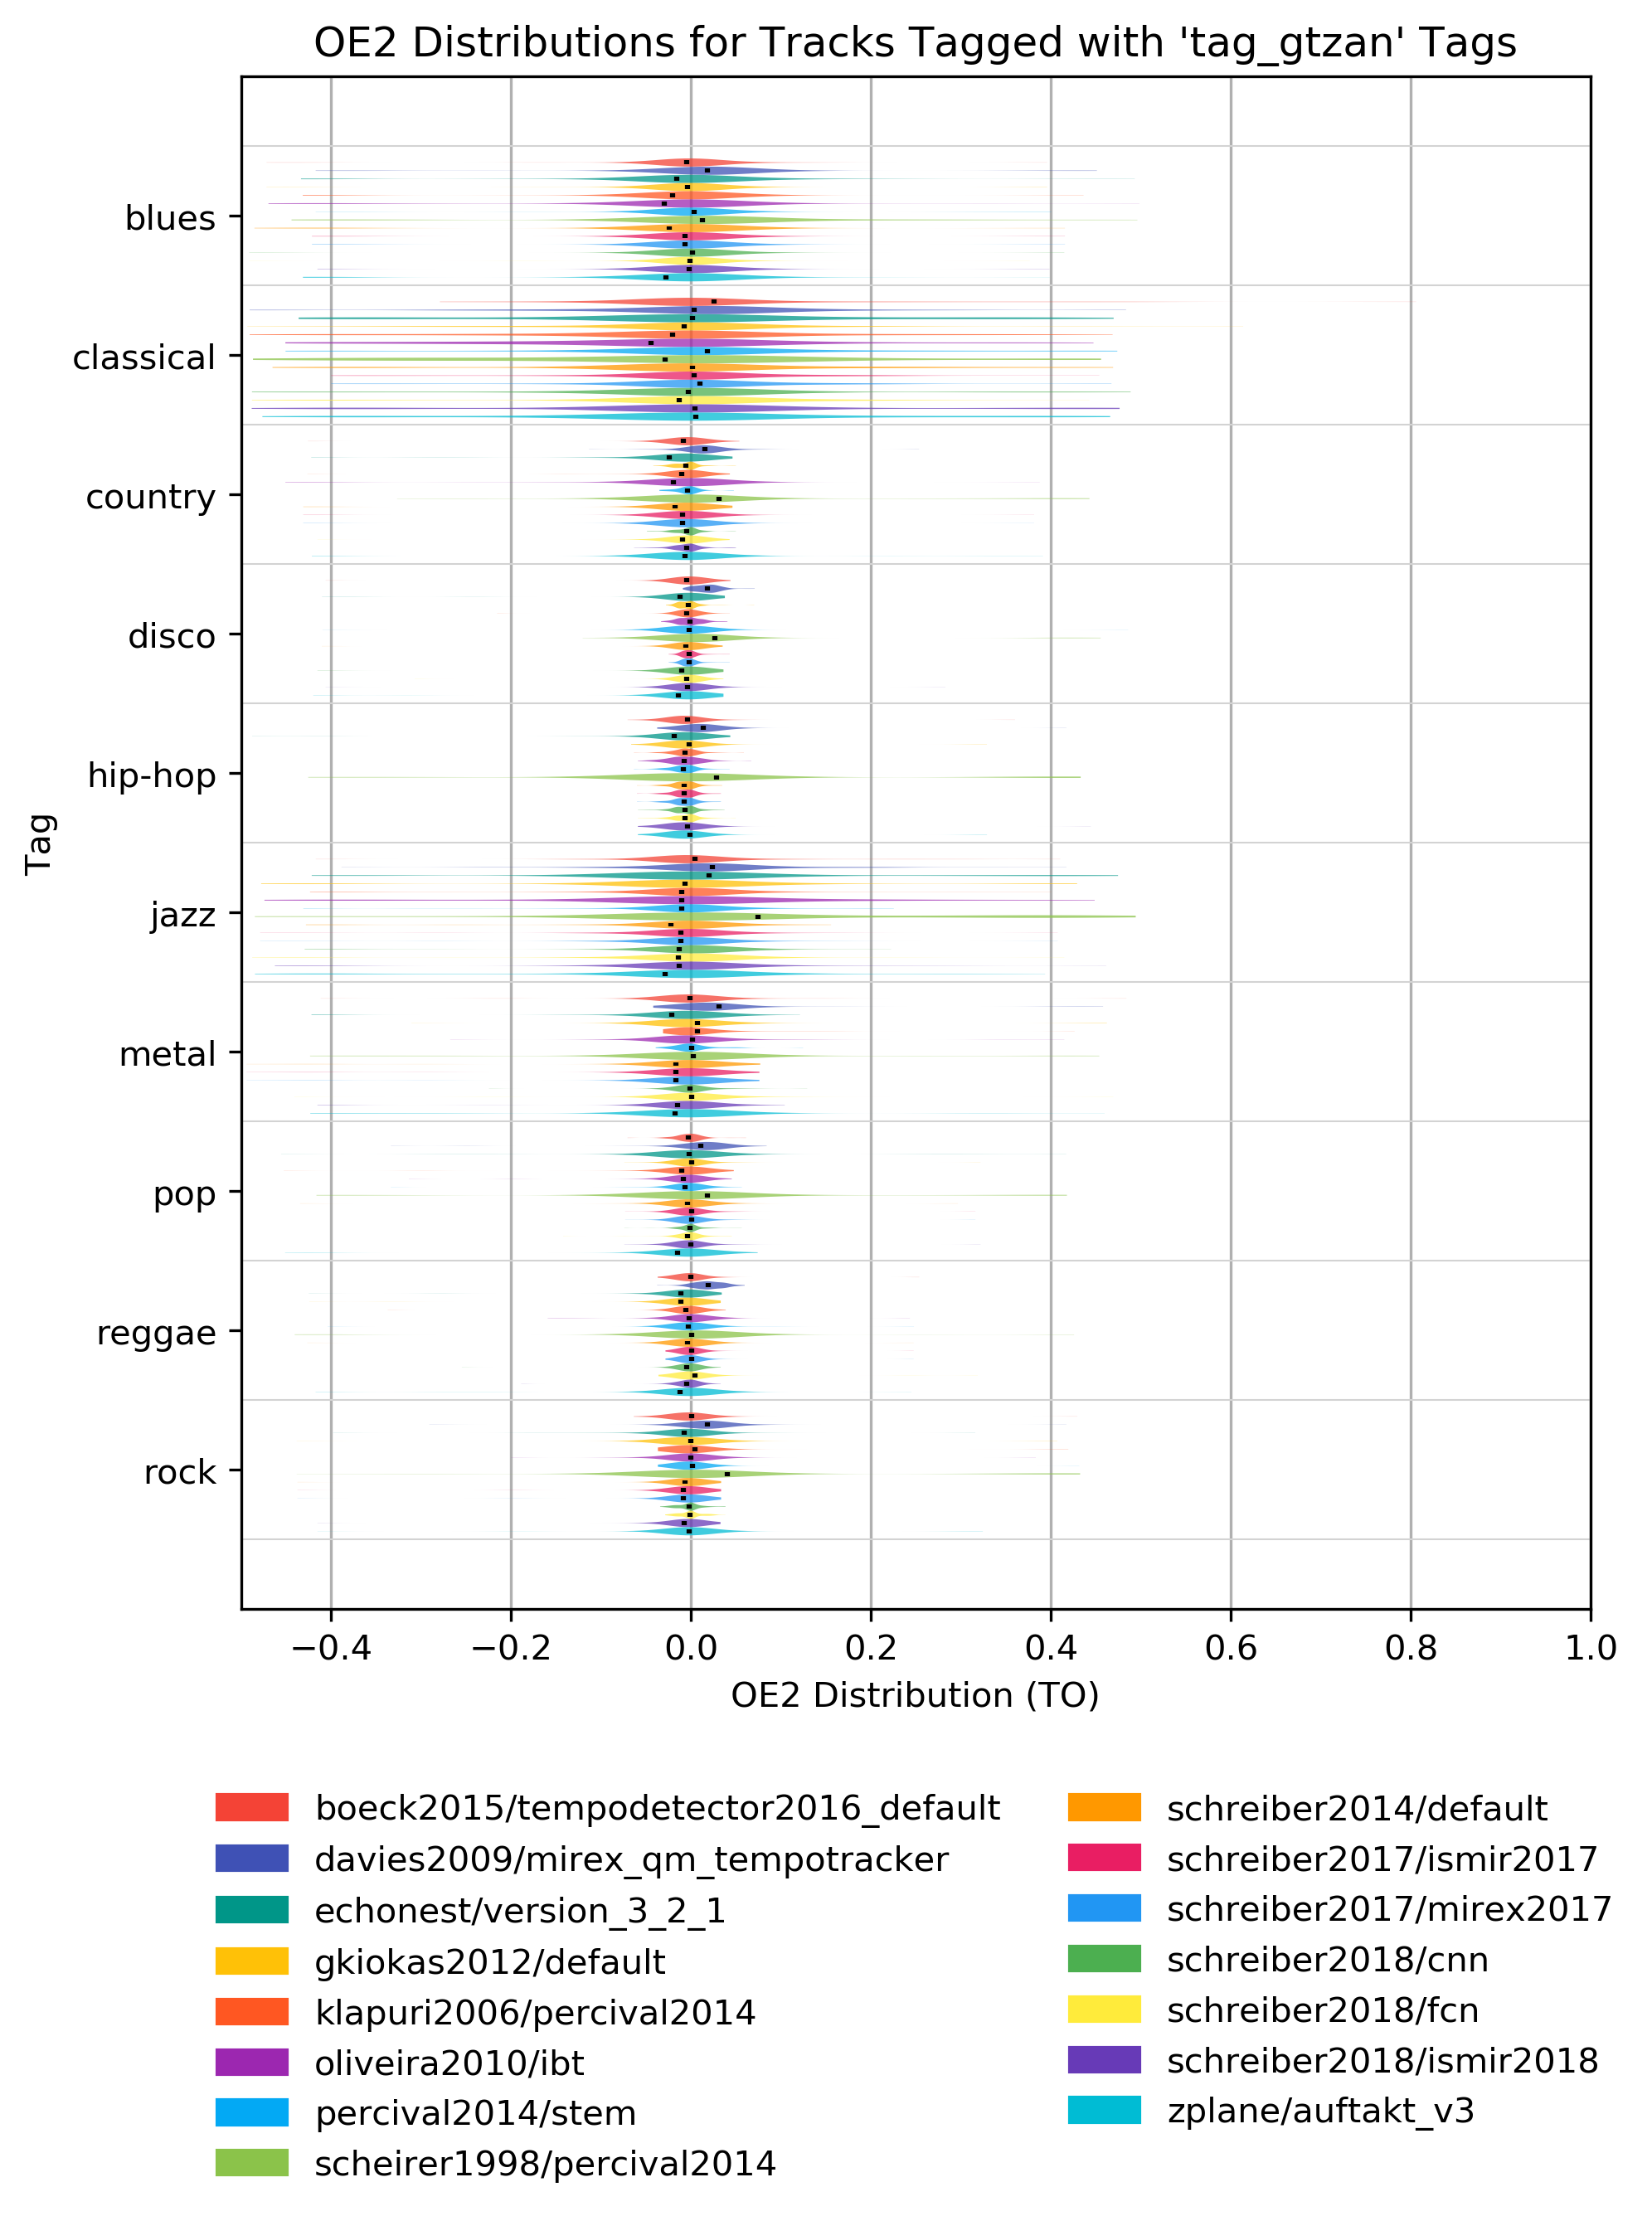 OE2 Distributions for Tracks Tagged with 'tag_gtzan' Tags
blues
classical
country
disco
hip-hop
jazz
metal
pop
reggae
rock
Tag
−0.4 −0.2 0.0 0.2 0.4 0.6 0.8 1.0
OE2 Distribution (TO)
boeck2015/tempodetector2016_default
davies2009/mirex_qm_tempotracker
echonest/version_3_2_1
gkiokas2012/default
klapuri2006/percival2014
oliveira2010/ibt
percival2014/stem
scheirer1998/percival2014
schreiber2014/default
schreiber2017/ismir2017
schreiber2017/mirex2017
schreiber2018/cnn
schreiber2018/fcn
schreiber2018/ismir2018
zplane/auftakt_v3